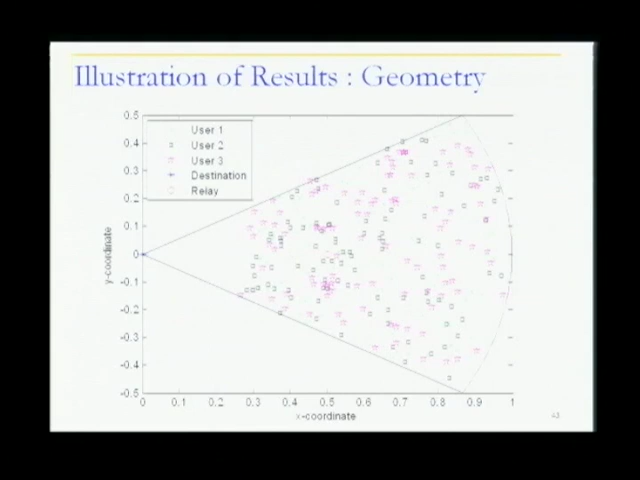 Illustration of Results : Geometry
User 1
User 2
User 3
Destination
Relay
0.5
0.4
0.3
0.2
0.1
0
-0.1
-0.2
-0.3
-0.4
-0.5
y-coordinate
0 0.1 0.2 0.3 0.4 0.5 0.6 0.7 0.8 0.9 1
x-coordinate